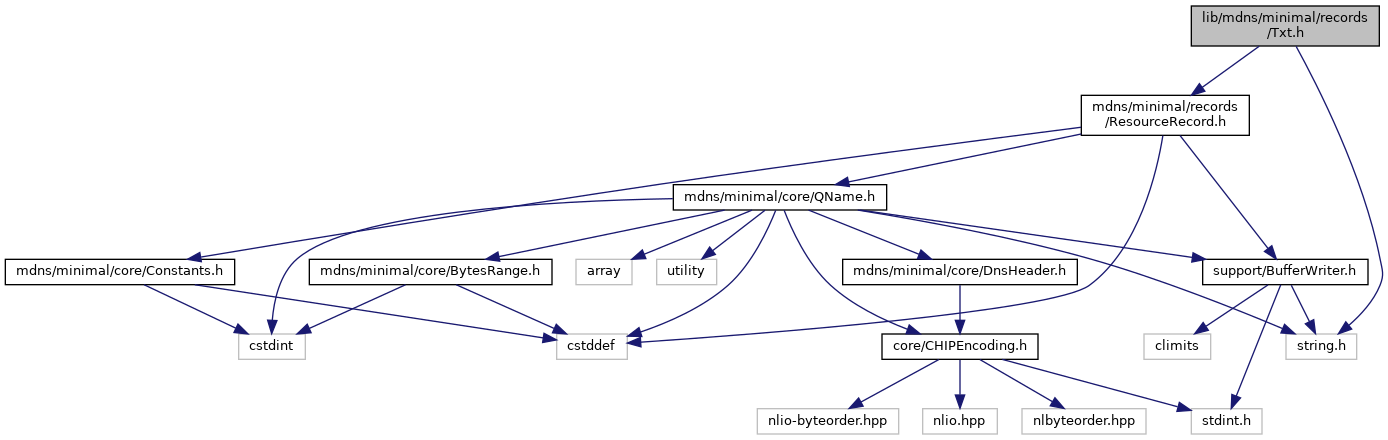 lib/mdns/minimal/records
/Txt.h
mdns/minimal/records
/ResourceRecord.h
mdns/minimal/core/QName.h
mdns/minimal/core/Constants.h
mdns/minimal/core/BytesRange.h
array
utility
mdns/minimal/core/DnsHeader.h
support/BufferWriter.h
cstdint
cstddef
core/CHIPEncoding.h
climits
string.h
nlio-byteorder.hpp
nlio.hpp
nlbyteorder.hpp
stdint.h